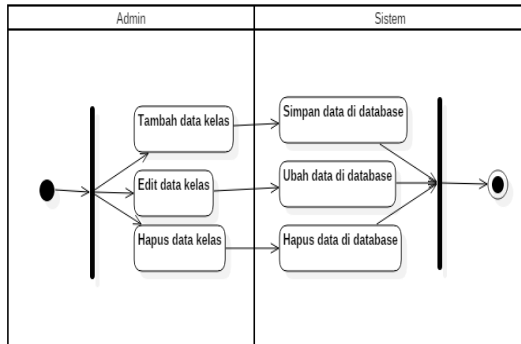 Admin
Sistem
Tambah data kelas
Simpan data di database
Edit data kelas
Ubah data di database
Hapus data kelas
Hapus data di database